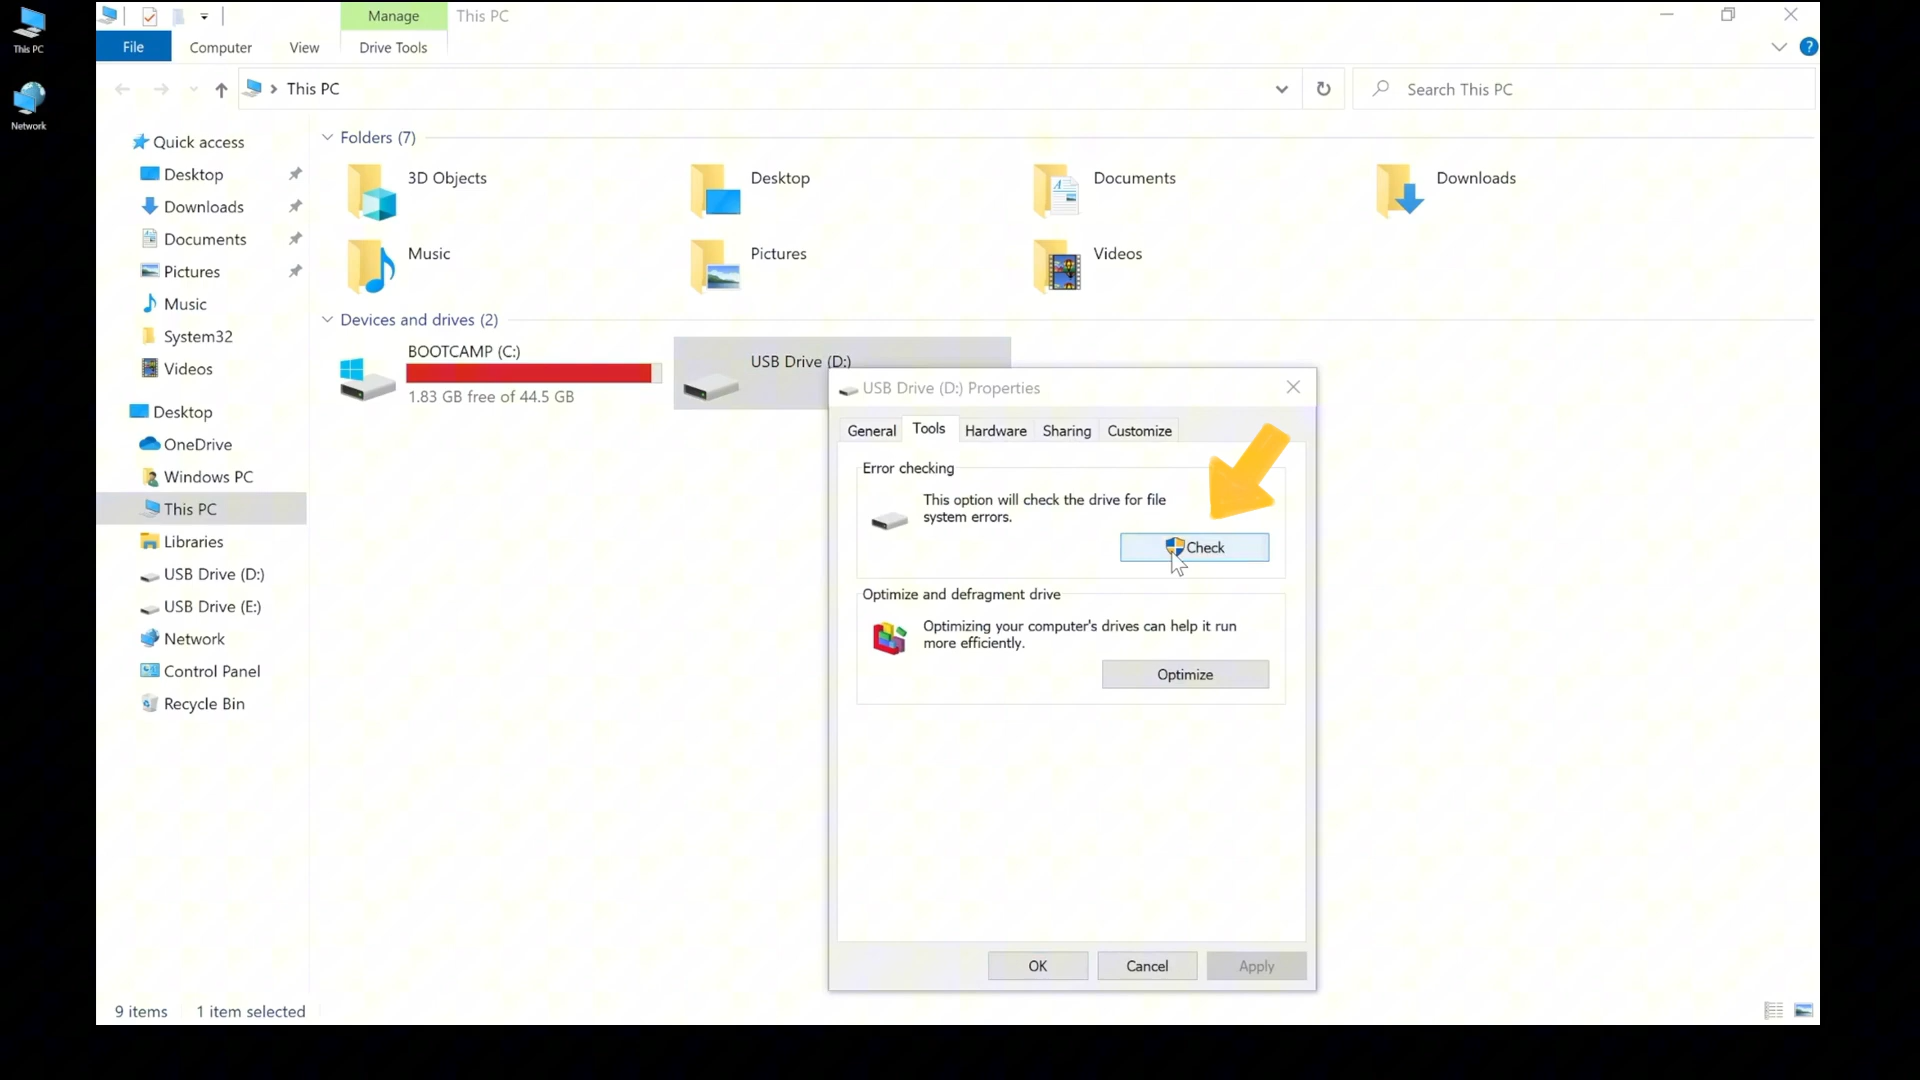 This PC
Network
Manage
This PC
File
Computer
View
Drive Tools
?
This PC
Search This PC
Quick access
Desktop
Downloads
Documents
Pictures
Music
System32
Videos
Desktop
OneDrive
Windows PC
This PC
Libraries
USB Drive (D:)
USB Drive (E:)
Network
Control Panel
Recycle Bin
Folders (7)
3D Objects
Desktop
Documents
Downloads
Music
Pictures
Videos
Devices and drives (2)
BOOTCAMP (C:)
1.83 GB free of 44.5 GB
USB Drive (D:)
USB Drive (D:) Properties
General
Tools
Hardware
Sharing
Customize
Error checking
This option will check the drive for file
system errors.
Check
Optimize and defragment drive
Optimizing your computer's drives can help it run
more efficiently.
Optimize
OK
Cancel
Apply
9 items
1 item selected